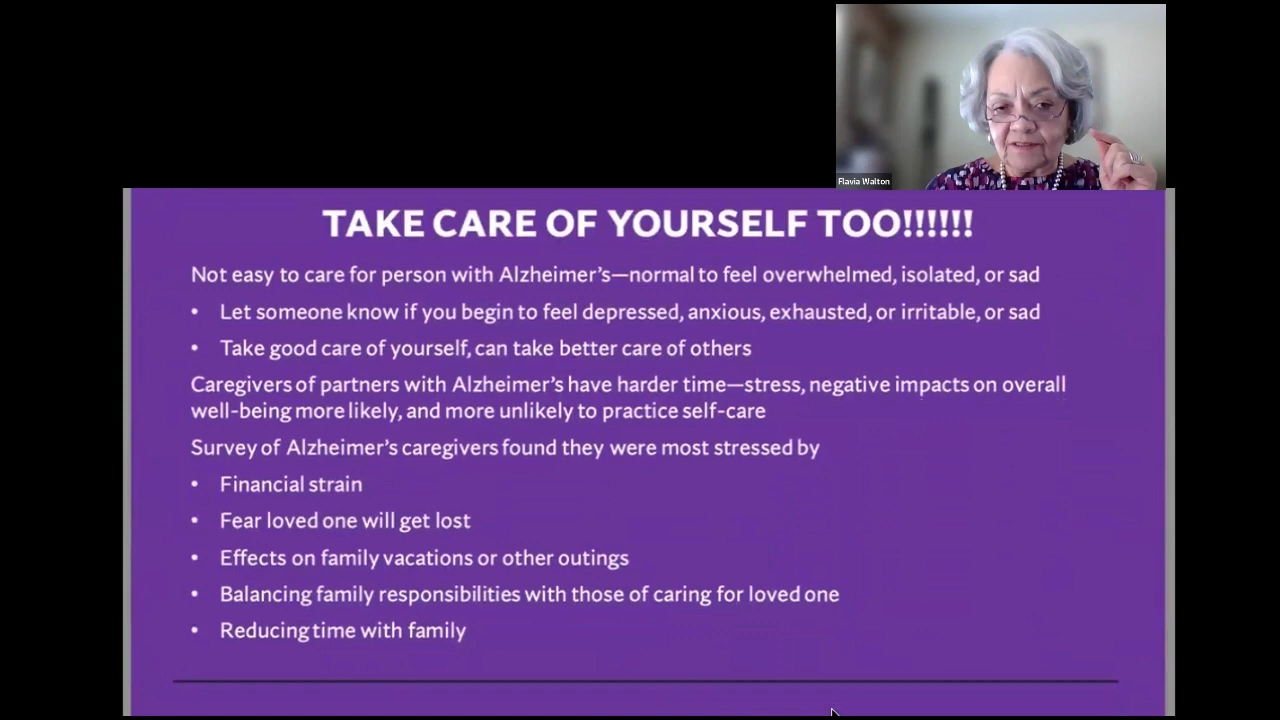 Flavia Walton
TAKE CARE OF YOURSELF TOO!!!!!!
Not easy to care for person with Alzheimer's—normal to feel overwhelmed, isolated, or sad
• Let someone know if you begin to feel depressed, anxious, exhausted, or irritable, or sad
• Take good care of yourself, can take better care of others
Caregivers of partners with Alzheimer's have harder time—stress, negative impacts on overall
well-being more likely, and more unlikely to practice self-care
Survey of Alzheimer's caregivers found they were most stressed by
• Financial strain
• Fear loved one will get lost
• Effects on family vacations or other outings
• Balancing family responsibilities with those of caring for loved one
• Reducing time with family